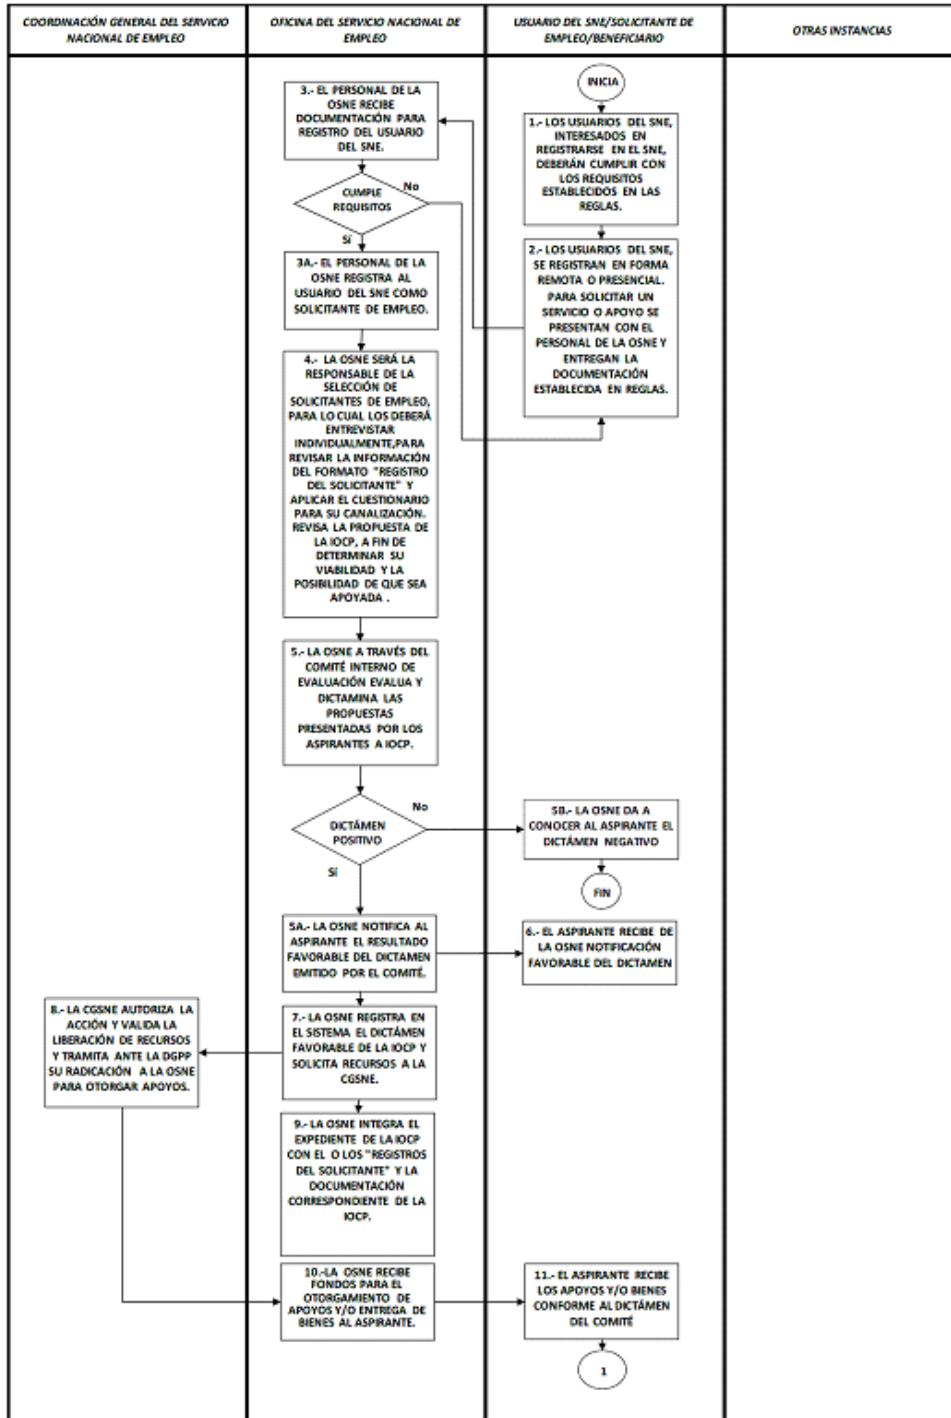 COORDINACIÓN GENERAL DEL SERVICIO
NACIONAL DE EMPLEO
OFICINA DEL SERVICIO NACIONAL DE
EMPLEO
USUARIO DEL SNE/SOLICITANTE DE
EMPLEO/BENEFICIARIO
OTRAS INSTANCIAS
INICIA
1.- LOS USUARIOS DEL SNE,
INTERESADOS EN
REGISTRARSE EN EL SNE,
DEBERÁN CUMPLIR CON
LOS REQUISITOS
ESTABLECIDOS EN LAS
REGLAS.
2.- LOS USUARIOS DEL SNE,
SE REGISTRAN EN FORMA
REMOTA O PRESENCIAL.
PARA SOLICITAR UN
SERVICIO O APOYO SE
PRESENTAN CON EL
PERSONAL DE LA OSNE Y
ENTREGAN LA
DOCUMENTACIÓN
ESTABLECIDA EN REGLAS.
3.- EL PERSONAL DE LA
OSNE RECIBE
DOCUMENTACIÓN PARA
REGISTRO DEL USUARIO
DEL SNE.
CUMPLE
REQUISITOS
No
Sí
3A.- EL PERSONAL DE LA
OSNE REGISTRA AL
USUARIO DEL SNE COMO
SOLICITANTE DE EMPLEO.
4.- LA OSNE SERÁ LA
RESPONSABLE DE LA
SELECCIÓN DE
SOLICITANTES DE EMPLEO,
PARA LO CUAL LOS DEBERÁ
ENTREVISTAR
INDIVIDUALMENTE,PARA
REVISAR LA INFORMACIÓN
DEL FORMATO "REGISTRO
DEL SOLICITANTE" Y
APLICAR EL CUESTIONARIO
PARA SU CANALIZACIÓN.
REVISA LA PROPUESTA DE
LA IOCP, A FIN DE
DETERMINAR SU
VIABILIDAD Y LA
POSIBILIDAD DE QUE SEA
APOYADA .
5.- LA OSNE A TRAVÉS DEL
COMITÉ INTERNO DE
EVALUACIÓN EVALUA Y
DICTAMINA LAS
PROPUESTAS
PRESENTADAS POR LOS
ASPIRANTES A IOCP.
DICTÁMEN
POSITIVO
No
Sí
5B.- LA OSNE DA A
CONOCER AL ASPIRANTE EL
DICTÁMEN NEGATIVO
FIN
5A.- LA OSNE NOTIFICA AL
ASPIRANTE EL RESULTADO
FAVORABLE DEL DICTAMEN
EMITIDO POR EL COMITÉ.
6.- EL ASPIRANTE RECIBE DE
LA OSNE NOTIFICACIÓN
FAVORABLE DEL DICTAMEN
7.- LA OSNE REGISTRA EN
EL SISTEMA EL DICTÁMEN
FAVORABLE DE LA IOCP Y
SOLICITA RECURSOS A LA
CGSNE.
8.- LA CGSNE AUTORIZA LA
ACCIÓN Y VALIDA LA
LIBERACIÓN DE RECURSOS
Y TRAMITA ANTE LA DGPP
SU RADICACIÓN A LA OSNE
PARA OTORGAR APOYOS.
9.- LA OSNE INTEGRA EL
EXPEDIENTE DE LA IOCP
CON EL O LOS "REGISTROS
DEL SOLICITANTE" Y LA
DOCUMENTACIÓN
CORRESPONDIENTE DE LA
IOCP.
10.-LA OSNE RECIBE
FONDOS PARA EL
OTORGAMIENTO DE
APOYOS Y/O ENTREGA DE
BIENES AL ASPIRANTE.
11.- EL ASPIRANTE RECIBE
LOS APOYOS Y/O BIENES
CONFORME AL DICTÁMEN
DEL COMITÉ
1